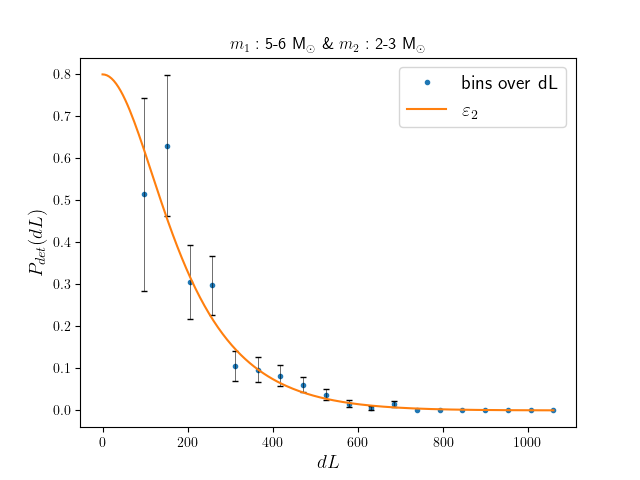 m₁ : 5-6 M⊙ & m₂ : 2-3 M⊙
bins over dL
ε₂
P_det(dL)
0.8
0.7
0.6
0.5
0.4
0.3
0.2
0.1
0.0
0 200 400 600 800 1000
dL